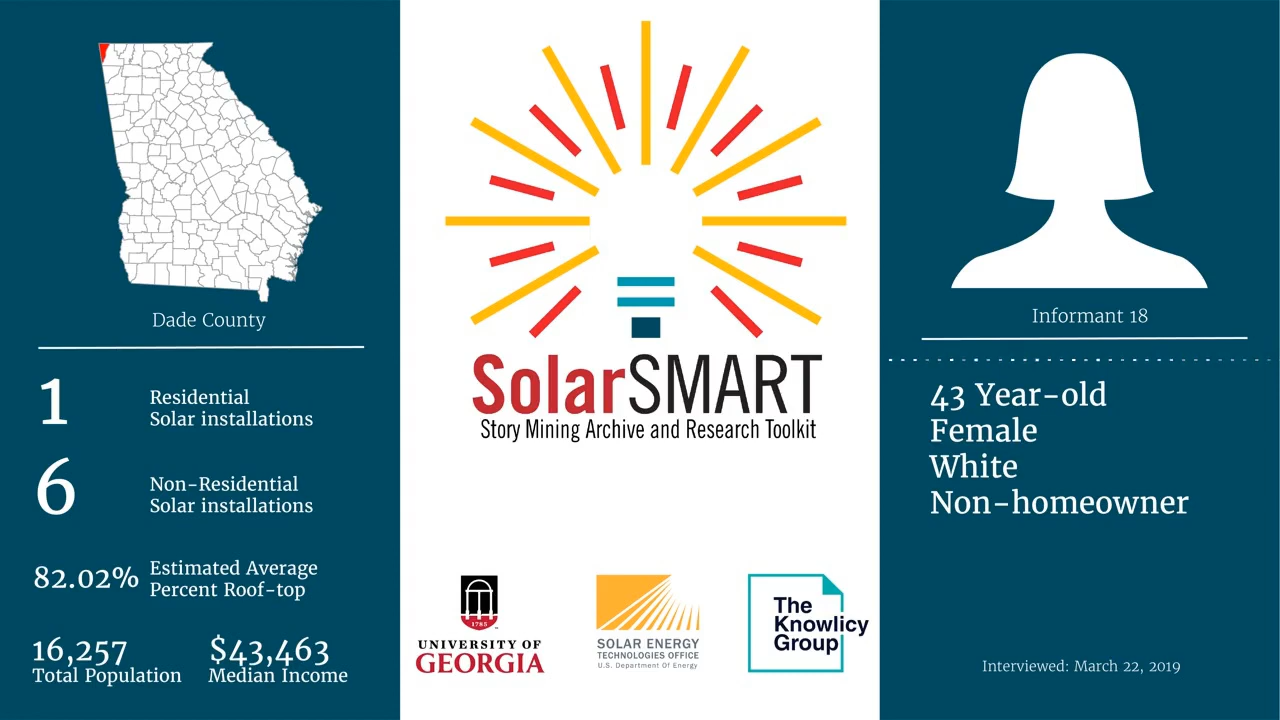 Dade County
1
Residential
Solar installations
6
Non-Residential
Solar installations
82.02%
Estimated Average
Percent Roof-top
16,257
Total Population
$43,463
Median Income
SolarSMART
Story Mining Archive and Research Toolkit
1785
UNIVERSITY OF
GEORGIA
SOLAR ENERGY
TECHNOLOGIES OFFICE
U.S. Department Of Energy
The
Knowlicy
Group
Informant 18
43 Year-old
Female
White
Non-homeowner
Interviewed: March 22, 2019